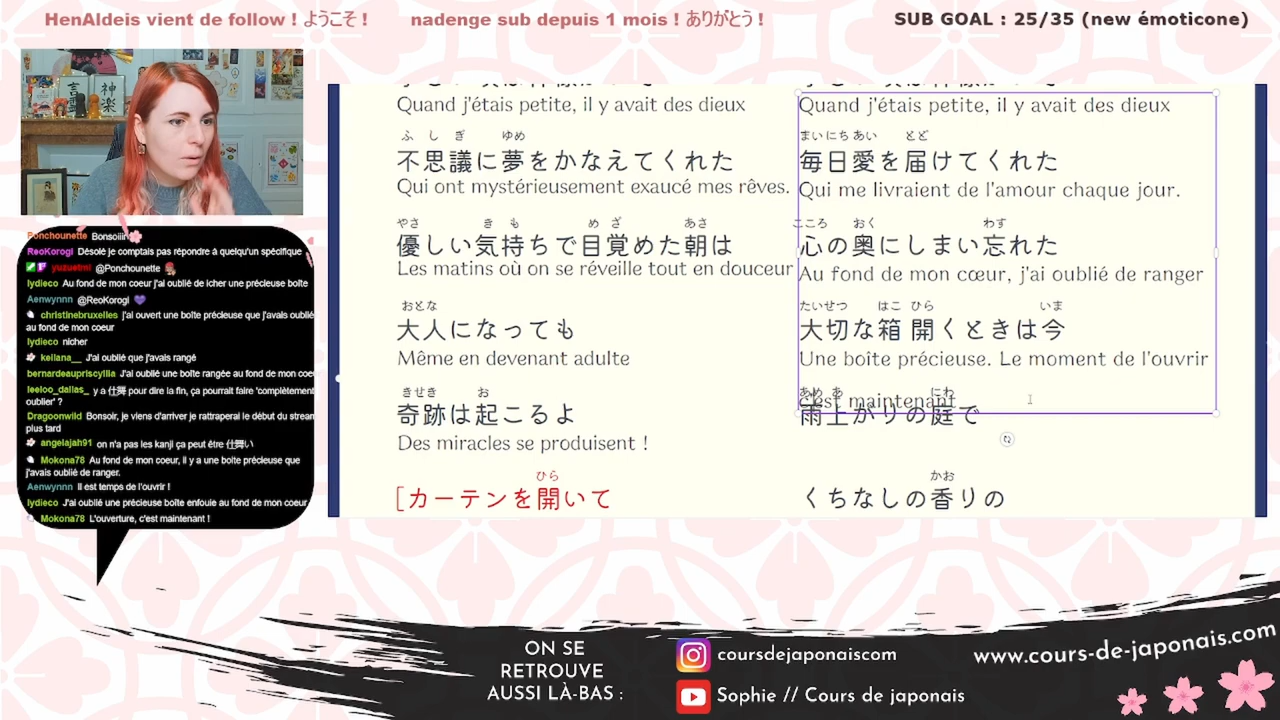 HenAldeis vient de follow ! ようこそ !
nadenge sub depuis 1 mois ! ありがとう !
SUB GOAL : 25/35 (new émoticone)
言語
神楽
Ponchounette Bonsoiiin
ReoKorogi Désolé je comptais pas répondre à quelqu'un spécifique
yuzuetmi @Ponchounette
lydieco Au fond de mon coeur j'ai oublié de icher une précieuse boîte
Aenwynnn @ReoKorogi
christinebruxelles j'ai ouvert une boîte précieuse que j'avais oublié
au fond de mon coeur
lydieco nicher
keilana__ J'ai oublié que j'avais rangé
bernardeaupriscyllia J'ai oublié une boîte rangée au fond de mon coe
leeloo_dallas_ y a 仕舞 pour dire la fin, ça pourrait faire 'complètement
oublier' ?
Dragoonwild Bonsoir, je viens d'arriver je rattraperai le début du stream
plus tard
angelajah91 on n'a pas les kanji ça peut être 仕舞い
Mokona78 Au fond de mon coeur, il y a une boite précieuse que
j'avais oublié de ranger.
Aenwynnn Il est temps de l'ouvrir !
lydieco J'ai oublié une précieuse boîte enfouie au fond de mon coeur
Mokona78 L'ouverture, c'est maintenant !
Quand j'étais petite, il y avait des dieux
ふ し ぎ ゆめ
不思議に夢をかなえてくれた
Qui ont mystérieusement exaucé mes rêves.
やさ き も め ざ あさ
優しい気持ちで目覚めた朝は
Les matins où on se réveille tout en douceur
おとな
大人になっても
Même en devenant adulte
きせき お
奇跡は起こるよ
Des miracles se produisent !
ひら
[カーテンを開いて
Quand j'étais petite, il y avait des dieux
まいにち あい とど
毎日愛を届けてくれた
Qui me livraient de l'amour chaque jour.
こころ おく わす
心の奥にしまい忘れた
Au fond de mon cœur, j'ai oublié de ranger
たいせつ はこ ひら いま
大切な箱 開くときは今
Une boite précieuse. Le moment de l'ouvrir
c'est maintenant
あめ あ にわ
雨上がりの庭で
かお
くちなしの香りの
ON SE
RETROUVE
AUSSI LÀ-BAS :
coursdejaponaiscom
Sophie // Cours de japonais
www.cours-de-japonais.com